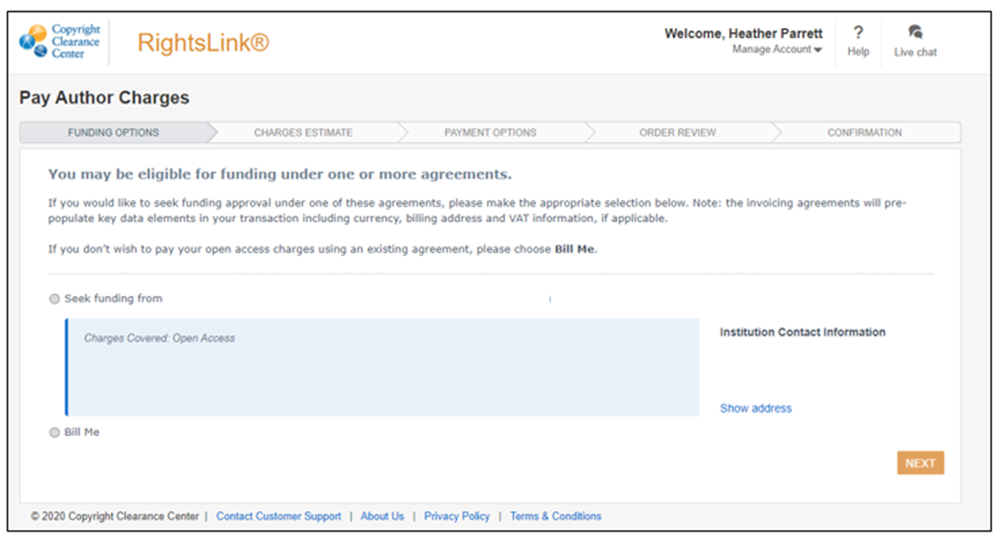 Copyright
Clearance
Center
RightsLink®
Welcome, Heather Parrett
Manage Account
?
Help
Live chat
Pay Author Charges
FUNDING OPTIONS
CHARGES ESTIMATE
PAYMENT OPTIONS
ORDER REVIEW
CONFIRMATION
You may be eligible for funding under one or more agreements.
If you would like to seek funding approval under one of these agreements, please make the appropriate selection below. Note: the invoicing agreements will pre-
populate key data elements in your transaction including currency, billing address and VAT information, if applicable.
If you don't wish to pay your open access charges using an existing agreement, please choose Bill Me.
Seek funding from
Charges Covered: Open Access
Institution Contact Information
Show address
Bill Me
NEXT
© 2020 Copyright Clearance Center | Contact Customer Support | About Us | Privacy Policy | Terms & Conditions